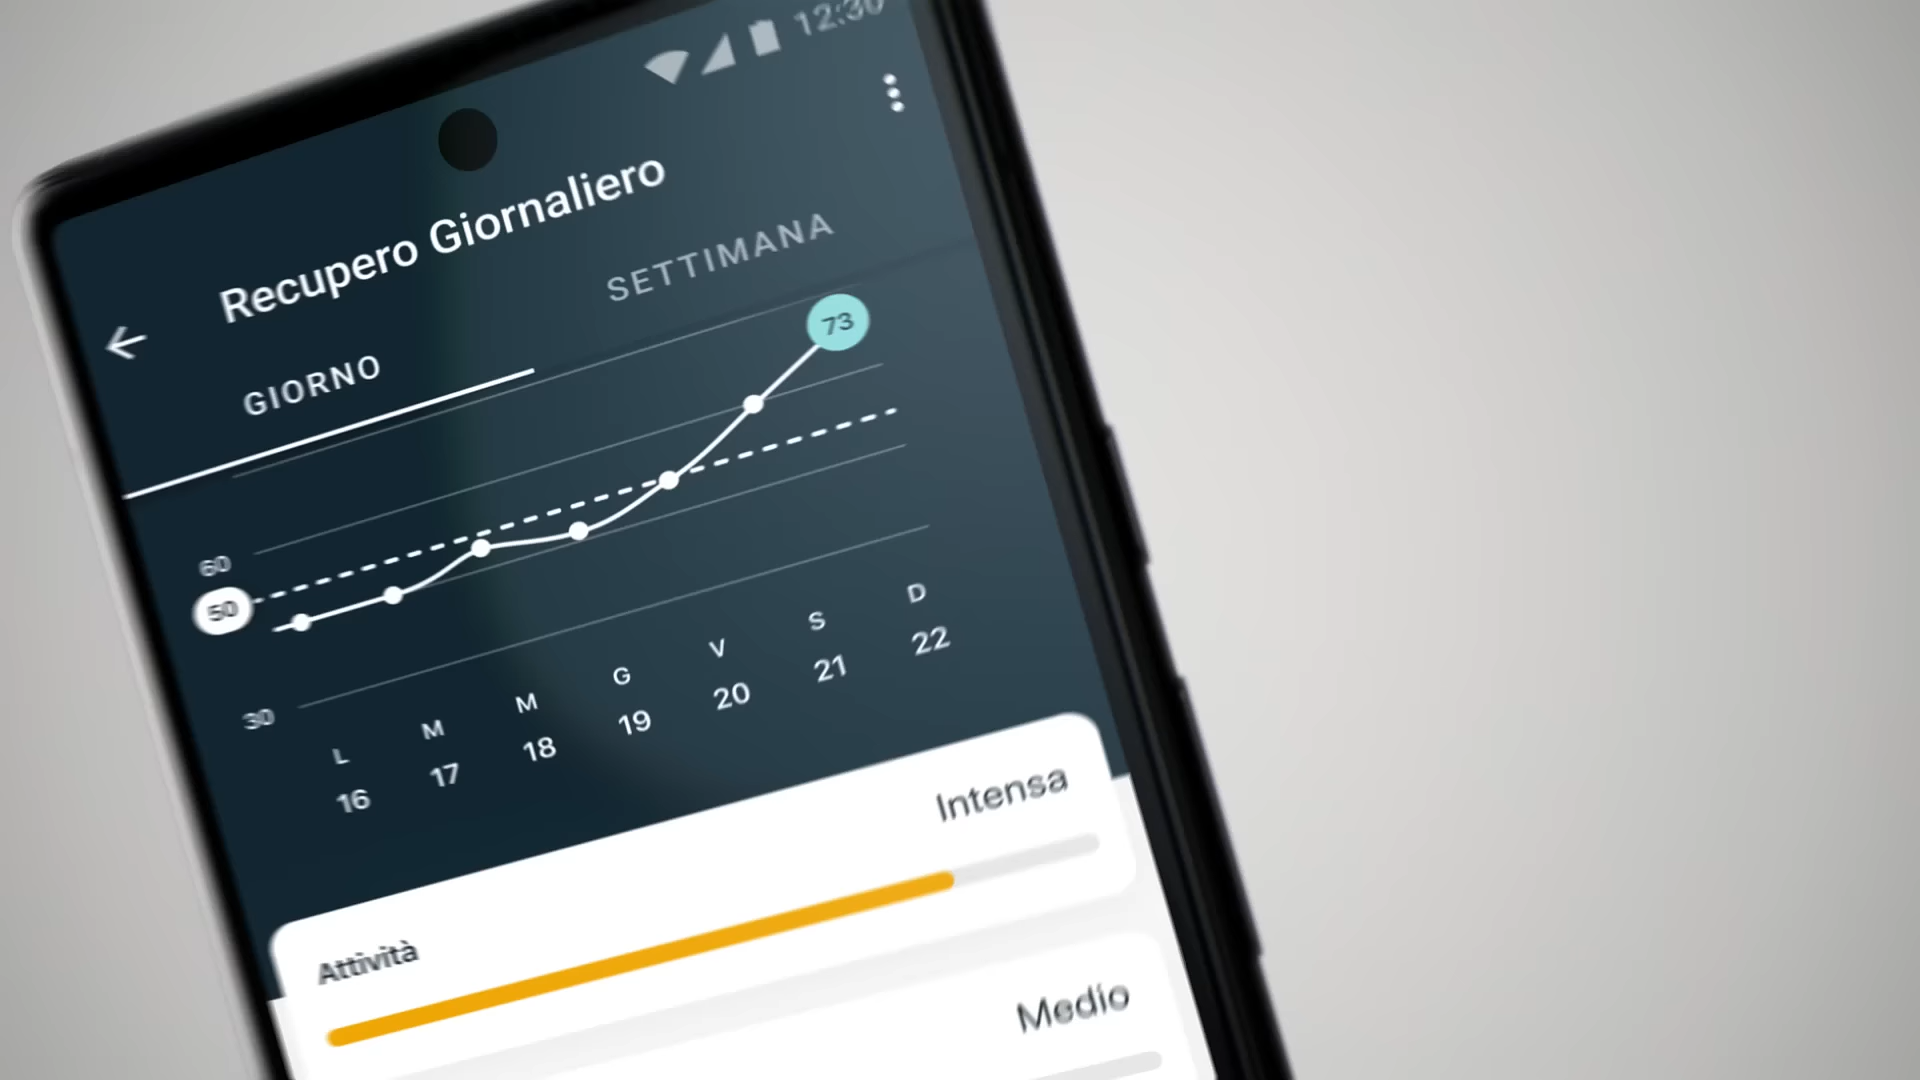 12:30
Recupero Giornaliero
GIORNO SETTIMANA
73
60
50
30
L M M G V S D
16 17 18 19 20 21 22
Attività Intensa
Medio